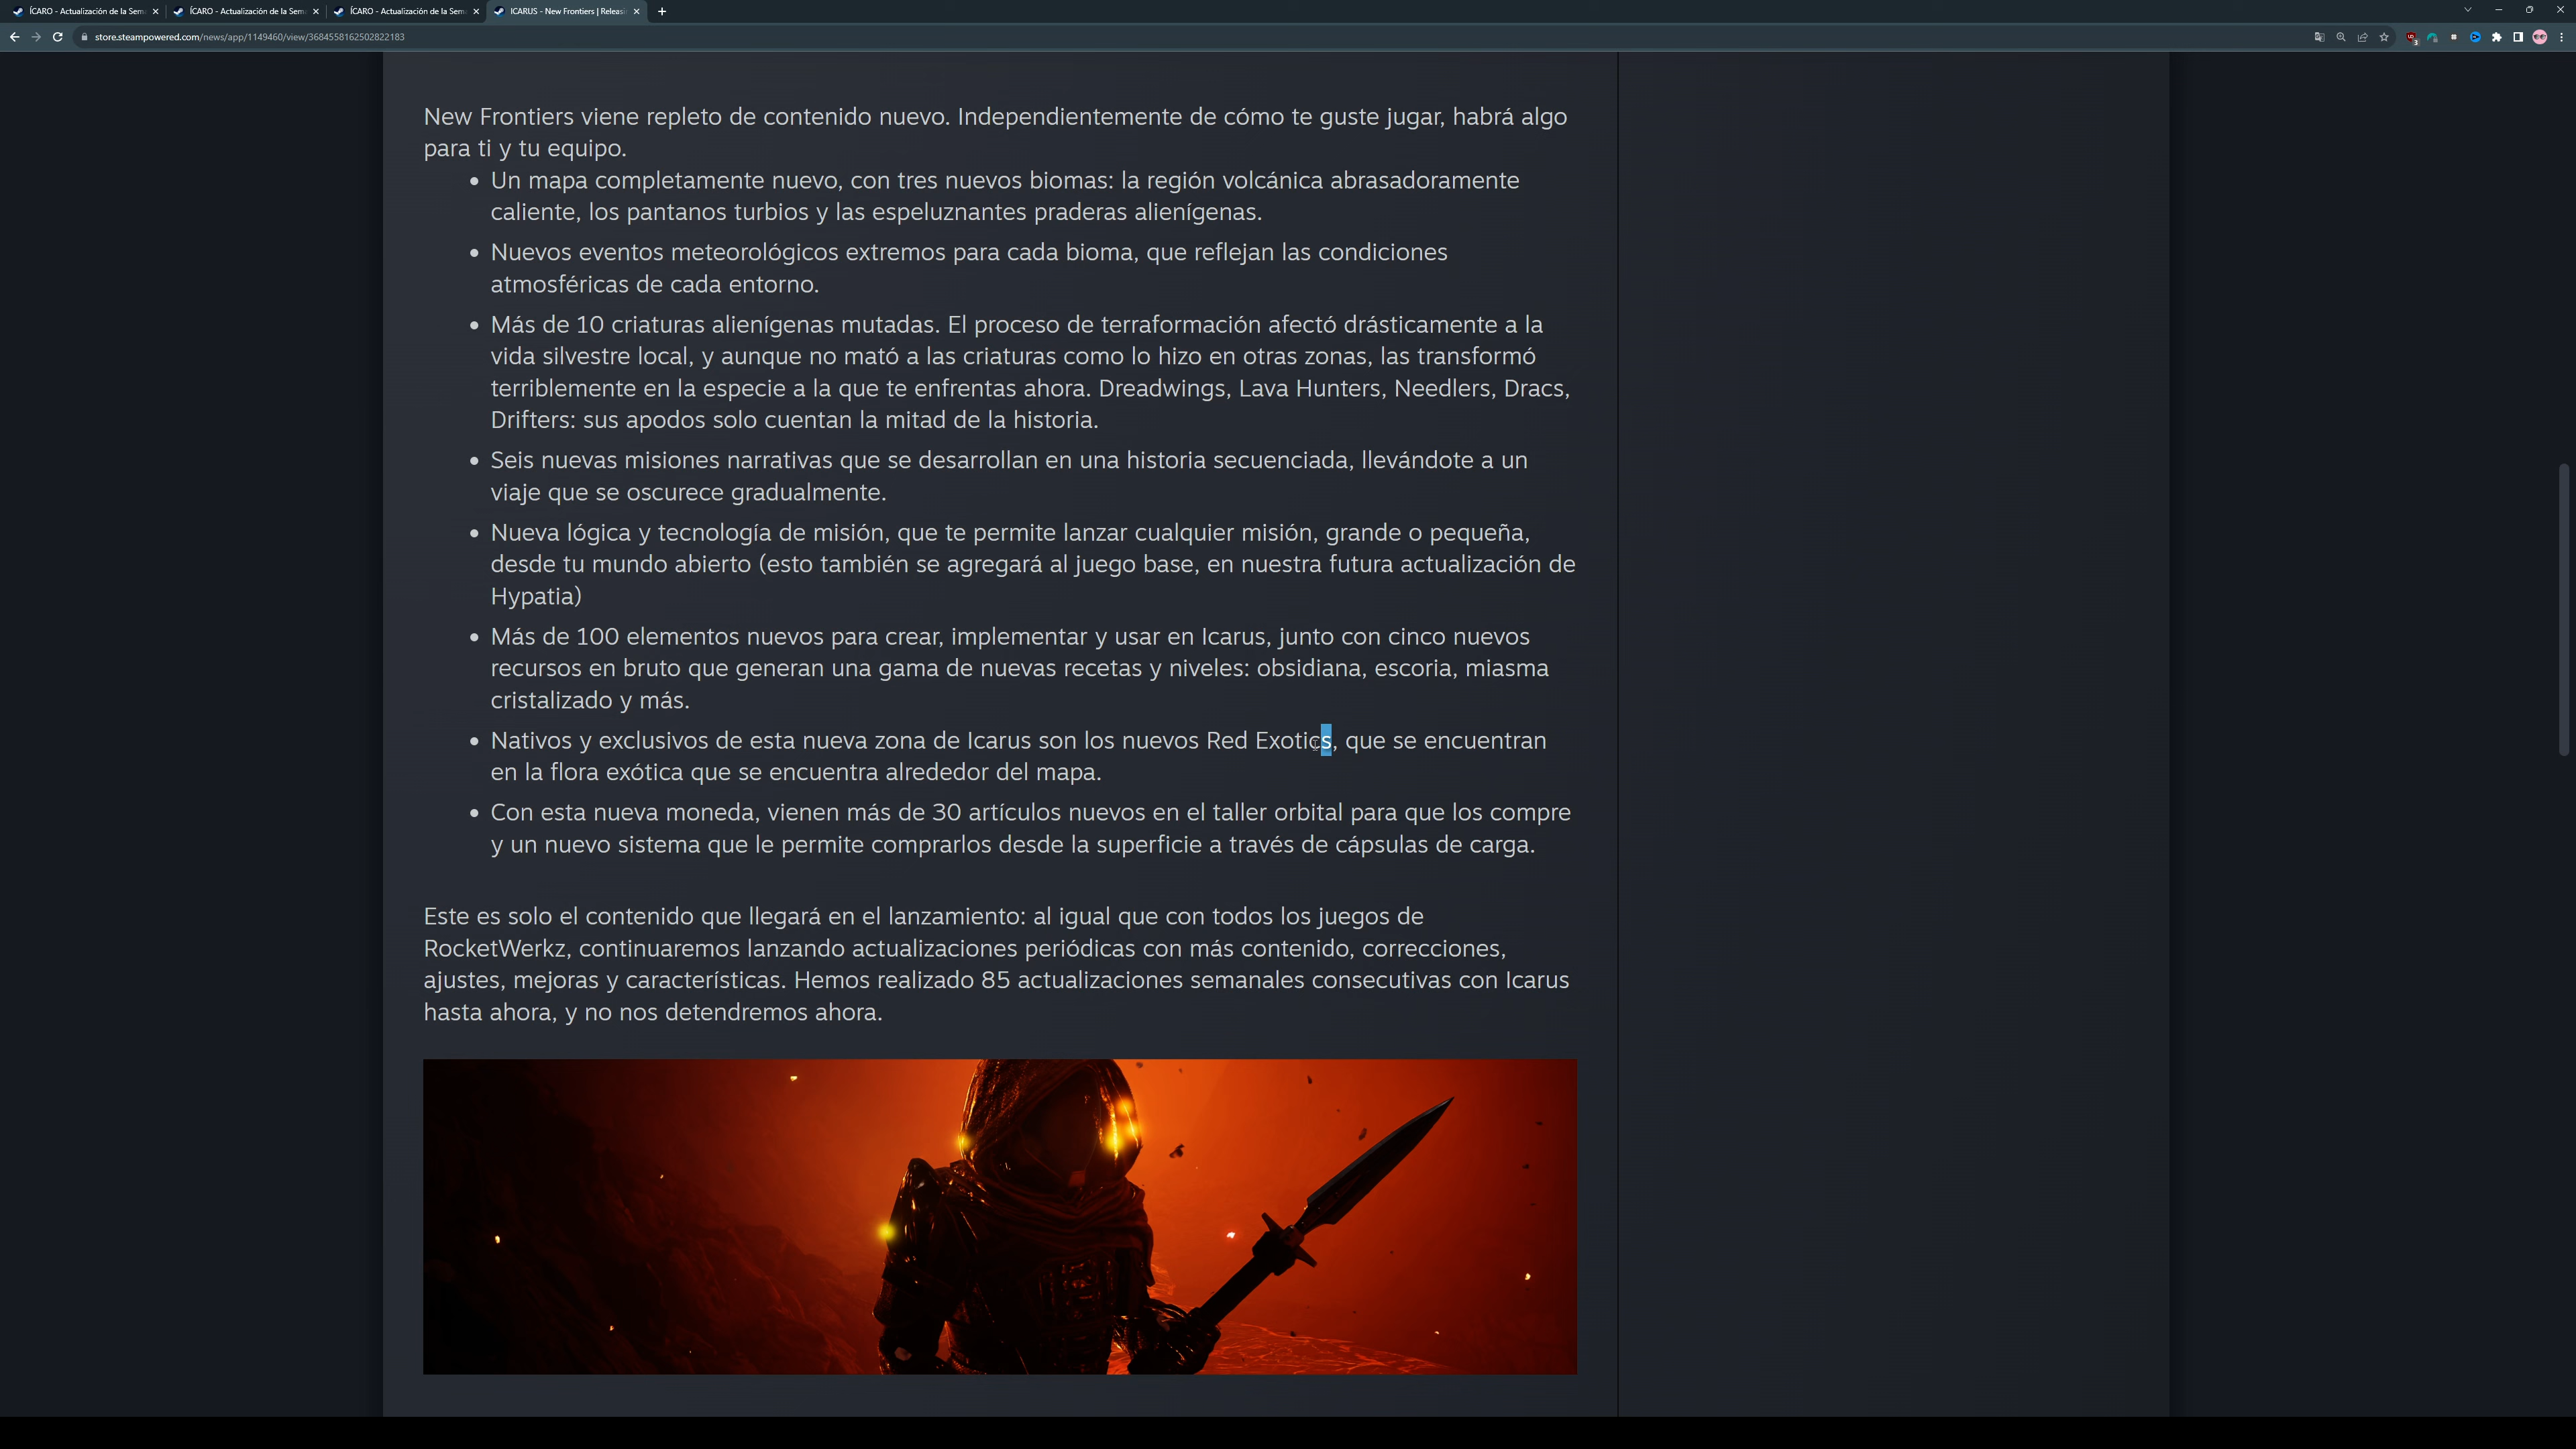 ÍCARO - Actualización de la Sem
ÍCARO - Actualización de la Sem
ÍCARO - Actualización de la Sem
ICARUS - New Frontiers | Releasi
store.steampowered.com/news/app/1149460/view/3684558162502822183
New Frontiers viene repleto de contenido nuevo. Independientemente de cómo te guste jugar, habrá algo
para ti y tu equipo.
• Un mapa completamente nuevo, con tres nuevos biomas: la región volcánica abrasadoramente
caliente, los pantanos turbios y las espeluznantes praderas alienígenas.
• Nuevos eventos meteorológicos extremos para cada bioma, que reflejan las condiciones
atmosféricas de cada entorno.
• Más de 10 criaturas alienígenas mutadas. El proceso de terraformación afectó drásticamente a la
vida silvestre local, y aunque no mató a las criaturas como lo hizo en otras zonas, las transformó
terriblemente en la especie a la que te enfrentas ahora. Dreadwings, Lava Hunters, Needlers, Dracs,
Drifters: sus apodos solo cuentan la mitad de la historia.
• Seis nuevas misiones narrativas que se desarrollan en una historia secuenciada, llevándote a un
viaje que se oscurece gradualmente.
• Nueva lógica y tecnología de misión, que te permite lanzar cualquier misión, grande o pequeña,
desde tu mundo abierto (esto también se agregará al juego base, en nuestra futura actualización de
Hypatia)
• Más de 100 elementos nuevos para crear, implementar y usar en Icarus, junto con cinco nuevos
recursos en bruto que generan una gama de nuevas recetas y niveles: obsidiana, escoria, miasma
cristalizado y más.
• Nativos y exclusivos de esta nueva zona de Icarus son los nuevos Red Exotics, que se encuentran
en la flora exótica que se encuentra alrededor del mapa.
• Con esta nueva moneda, vienen más de 30 artículos nuevos en el taller orbital para que los compre
y un nuevo sistema que le permite comprarlos desde la superficie a través de cápsulas de carga.
Este es solo el contenido que llegará en el lanzamiento: al igual que con todos los juegos de
RocketWerkz, continuaremos lanzando actualizaciones periódicas con más contenido, correcciones,
ajustes, mejoras y características. Hemos realizado 85 actualizaciones semanales consecutivas con Icarus
hasta ahora, y no nos detendremos ahora.